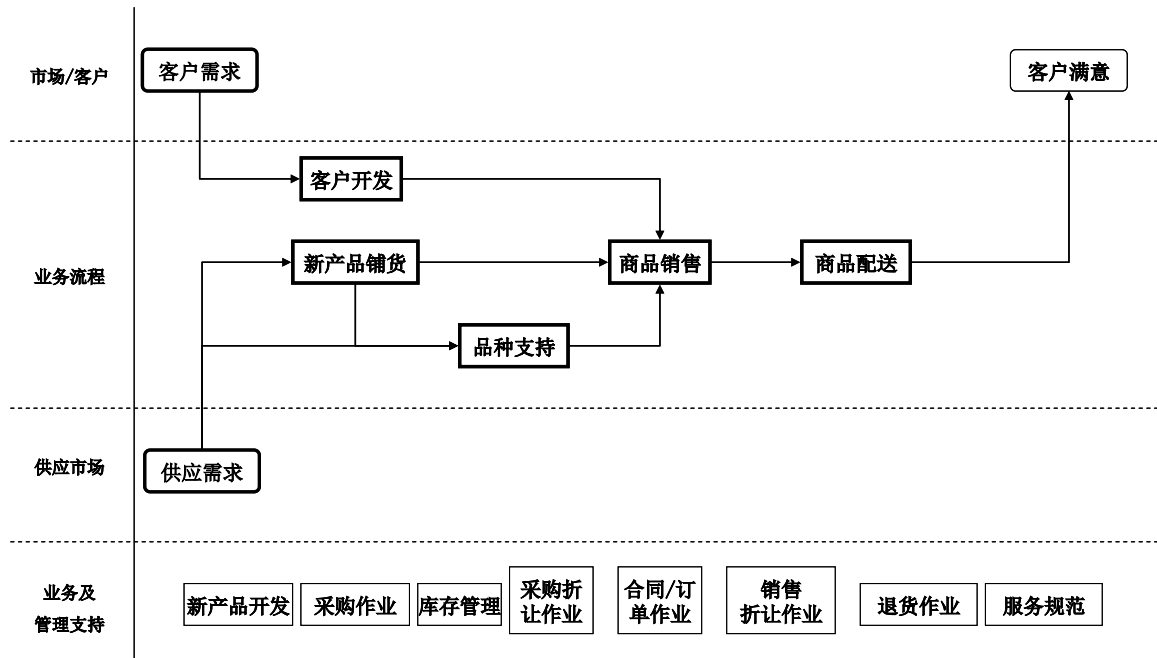 市场/客户
客户需求
客户满意
客户开发
业务流程
新产品铺货
商品销售
商品配送
品种支持
供应市场
供应需求
业务及
管理支持
新产品开发
采购作业
库存管理
采购折
让作业
合同/订
单作业
销售
折让作业
退货作业
服务规范